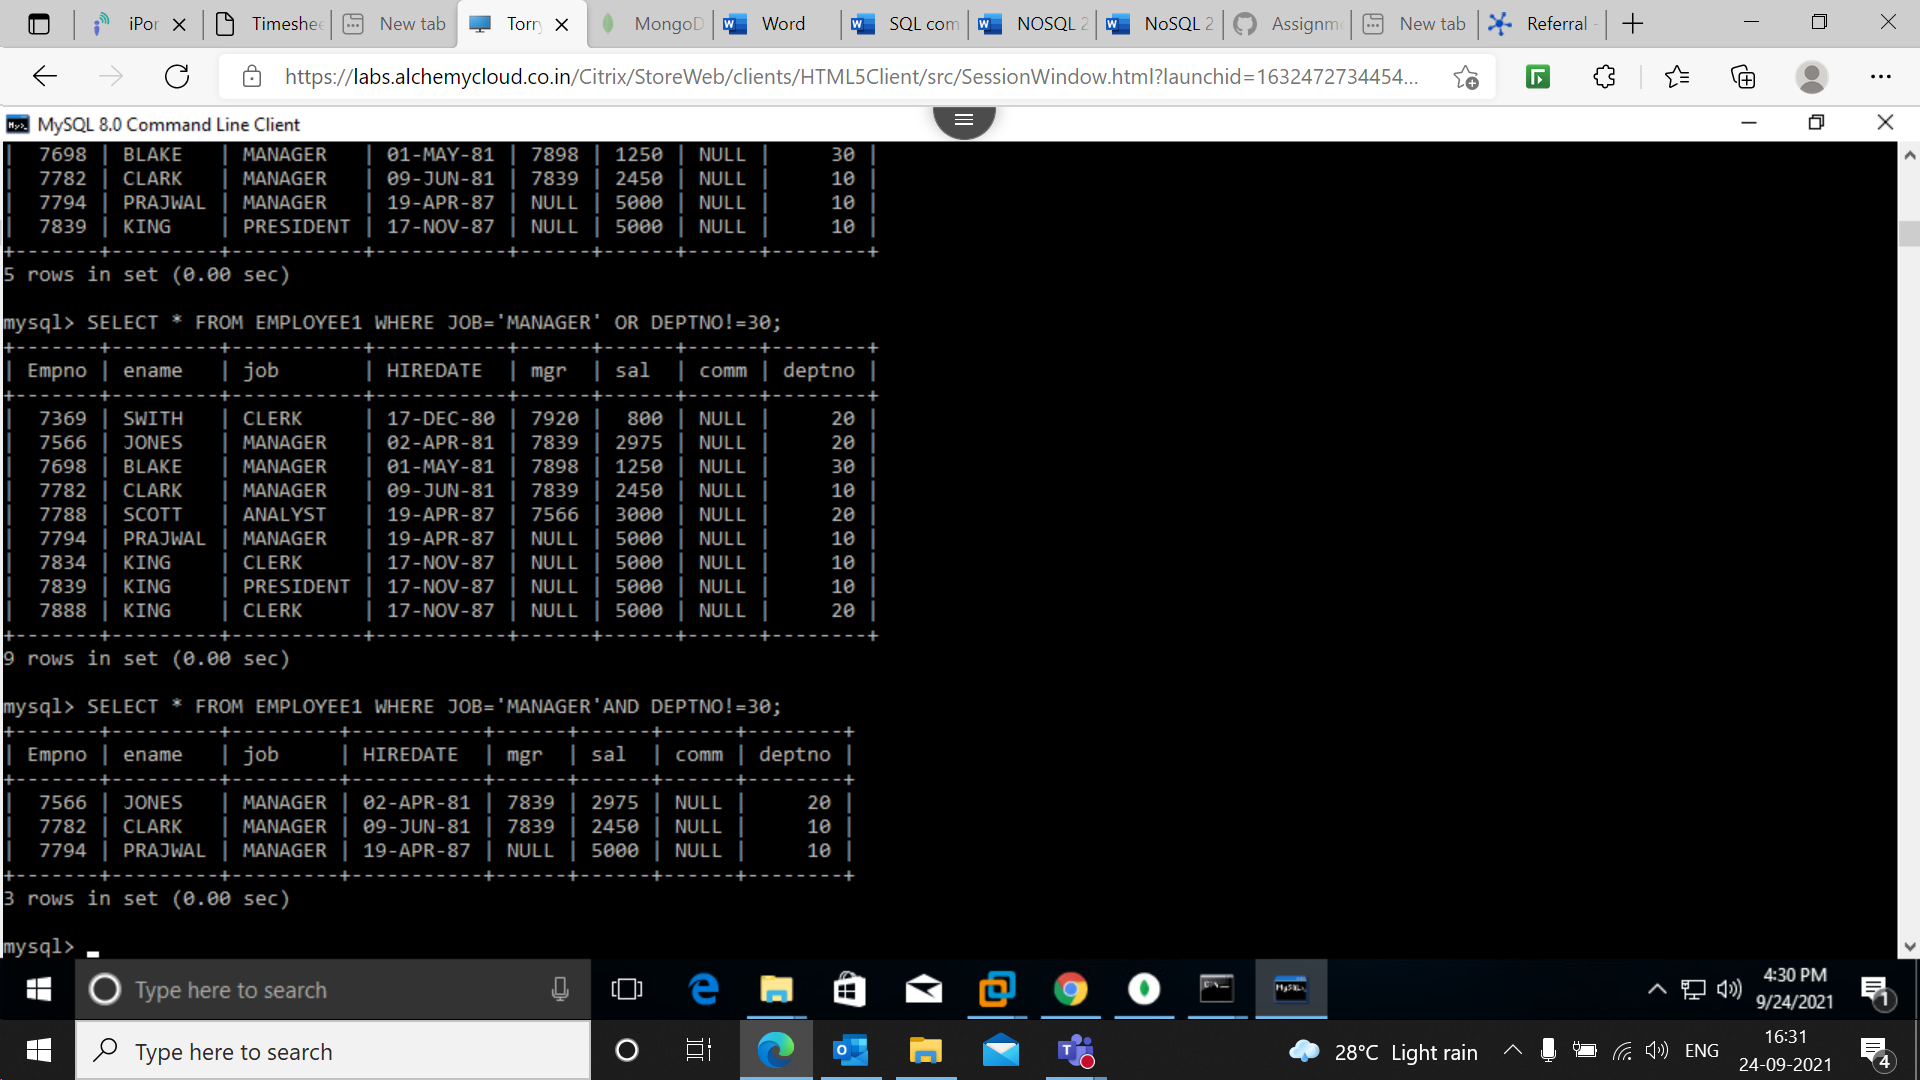 iPor
Timeshee
New tab
Torry
MongoD
Word
SQL com
NOSQL 2
NoSQL 2
Assignme
New tab
Referral -
https://labs.alchemycloud.co.in/Citrix/StoreWeb/clients/HTML5Client/src/SessionWindow.html?launchid=1632472734454...
MySQL 8.0 Command Line Client
|  7698 | BLAKE   | MANAGER   | 01-MAY-81 | 7898 | 1250 | NULL |     30 |
|  7782 | CLARK   | MANAGER   | 09-JUN-81 | 7839 | 2450 | NULL |     10 |
|  7794 | PRAJWAL | MANAGER   | 19-APR-87 | NULL | 5000 | NULL |     10 |
|  7839 | KING    | PRESIDENT | 17-NOV-87 | NULL | 5000 | NULL |     10 |
+-------+---------+-----------+-----------+------+------+------+--------+
5 rows in set (0.00 sec)
mysql> SELECT * FROM EMPLOYEE1 WHERE JOB='MANAGER' OR DEPTNO!=30;
+-------+---------+-----------+-----------+------+------+------+--------+
| Empno | ename   | job       | HIREDATE  | mgr  | sal  | comm | deptno |
+-------+---------+-----------+-----------+------+------+------+--------+
|  7369 | SWITH   | CLERK     | 17-DEC-80 | 7920 |  800 | NULL |     20 |
|  7566 | JONES   | MANAGER   | 02-APR-81 | 7839 | 2975 | NULL |     20 |
|  7698 | BLAKE   | MANAGER   | 01-MAY-81 | 7898 | 1250 | NULL |     30 |
|  7782 | CLARK   | MANAGER   | 09-JUN-81 | 7839 | 2450 | NULL |     10 |
|  7788 | SCOTT   | ANALYST   | 19-APR-87 | 7566 | 3000 | NULL |     20 |
|  7794 | PRAJWAL | MANAGER   | 19-APR-87 | NULL | 5000 | NULL |     10 |
|  7834 | KING    | CLERK     | 17-NOV-87 | NULL | 5000 | NULL |     10 |
|  7839 | KING    | PRESIDENT | 17-NOV-87 | NULL | 5000 | NULL |     10 |
|  7888 | KING    | CLERK     | 17-NOV-87 | NULL | 5000 | NULL |     20 |
+-------+---------+-----------+-----------+------+------+------+--------+
9 rows in set (0.00 sec)
mysql> SELECT * FROM EMPLOYEE1 WHERE JOB='MANAGER'AND DEPTNO!=30;
+-------+---------+---------+-----------+------+------+------+--------+
| Empno | ename   | job     | HIREDATE  | mgr  | sal  | comm | deptno |
+-------+---------+---------+-----------+------+------+------+--------+
|  7566 | JONES   | MANAGER | 02-APR-81 | 7839 | 2975 | NULL |     20 |
|  7782 | CLARK   | MANAGER | 09-JUN-81 | 7839 | 2450 | NULL |     10 |
|  7794 | PRAJWAL | MANAGER | 19-APR-87 | NULL | 5000 | NULL |     10 |
+-------+---------+---------+-----------+------+------+------+--------+
3 rows in set (0.00 sec)
mysql> _
Type here to search
4:30 PM
9/24/2021
1
Type here to search
28°C Light rain
ENG
16:31
24-09-2021
4